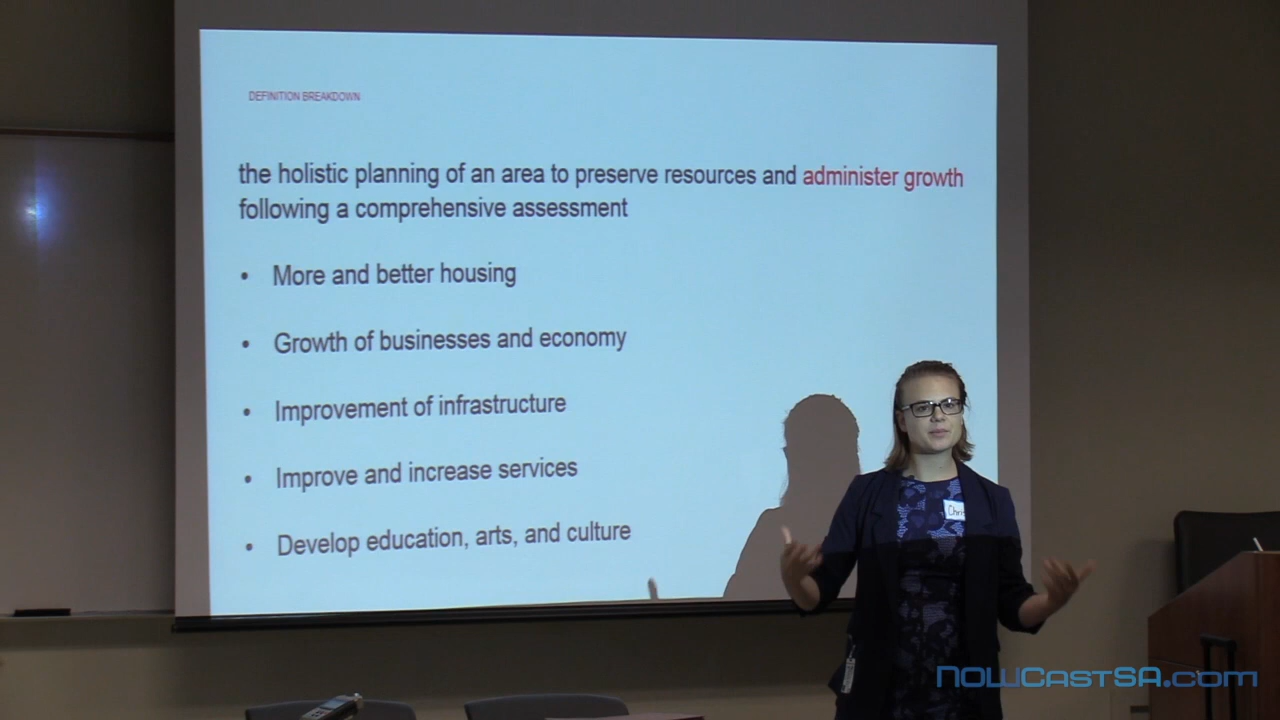 DEFINITION BREAKDOWN
the holistic planning of an area to preserve resources and administer growth
following a comprehensive assessment
• More and better housing
• Growth of businesses and economy
• Improvement of infrastructure
• Improve and increase services
• Develop education, arts, and culture
Chris
NOWCastSA.com